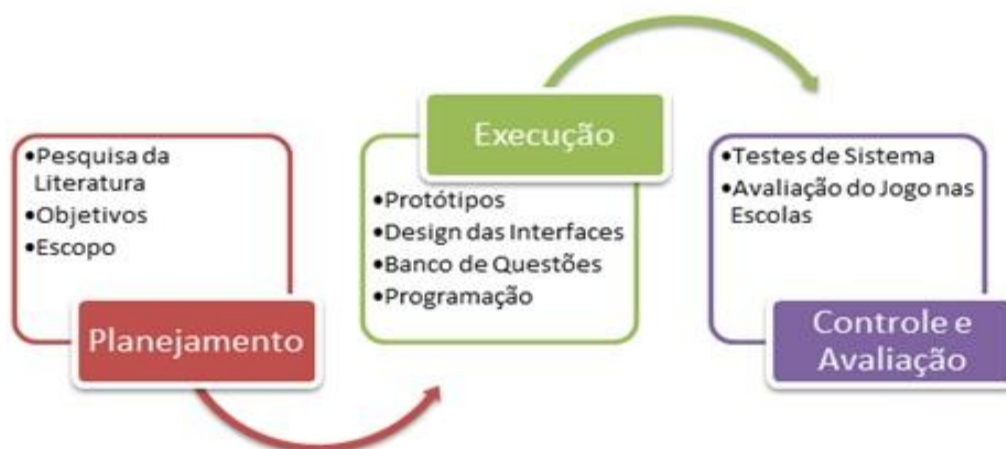 •Pesquisa da
Literatura
•Objetivos
•Escopo
Planejamento
Execução
•Protótipos
•Design das Interfaces
•Banco de Questões
•Programação
•Testes de Sistema
•Avaliação do Jogo nas
Escolas
Controle e
Avaliação